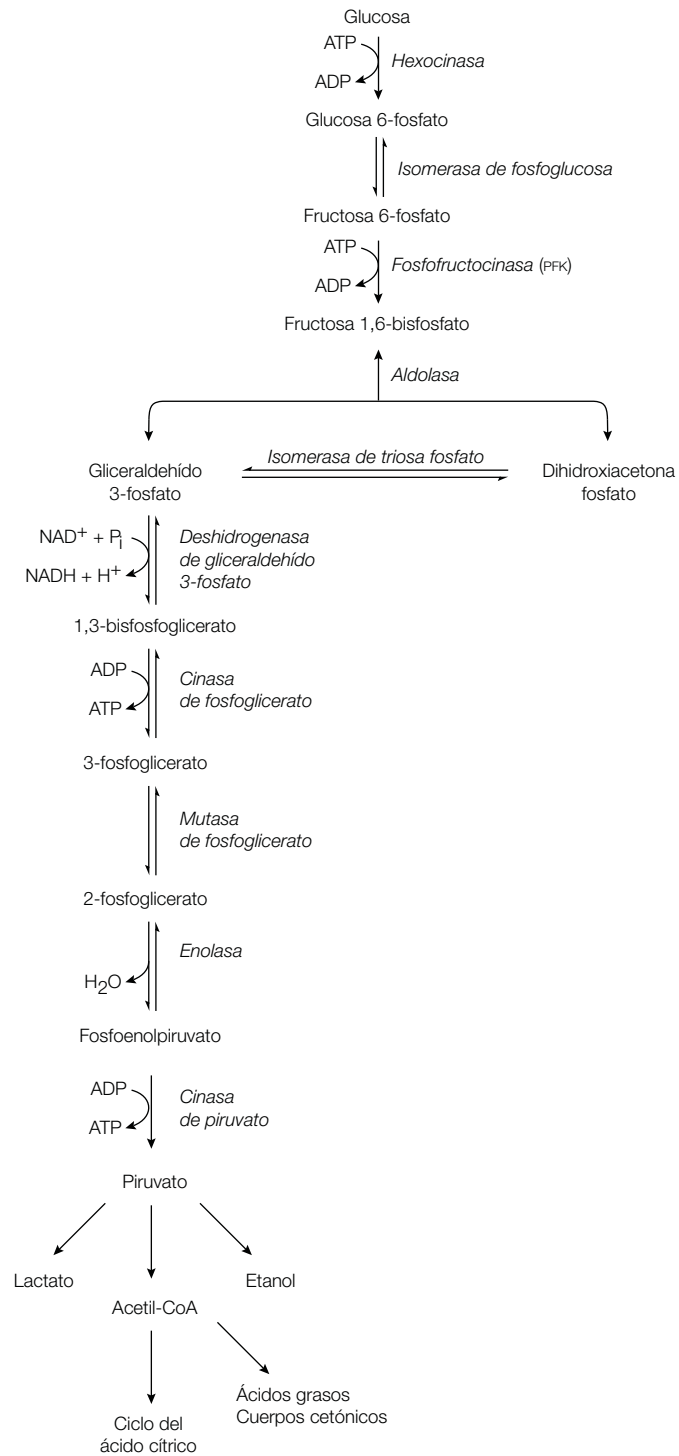 Glucosa
ATP
Hexocinasa
ADP
Glucosa 6-fosfato
Isomerasa de fosfoglucosa
Fructosa 6-fosfato
ATP
Fosfofructocinasa (PFK)
ADP
Fructosa 1,6-bisfosfato
Aldolasa
Isomerasa de triosa fosfato
Gliceraldehído
3-fosfato
Dihidroxiacetona
fosfato
NAD+ + Pi
NADH + H+
Deshidrogenasa
de gliceraldehído
3-fosfato
1,3-bisfosfoglicerato
ADP
ATP
Cinasa
de fosfoglicerato
3-fosfoglicerato
Mutasa
de fosfoglicerato
2-fosfoglicerato
Enolasa
H2O
Fosfoenolpiruvato
ADP
ATP
Cinasa
de piruvato
Piruvato
Lactato
Etanol
Acetil-CoA
Ácidos grasos
Cuerpos cetónicos
Ciclo del
ácido cítrico